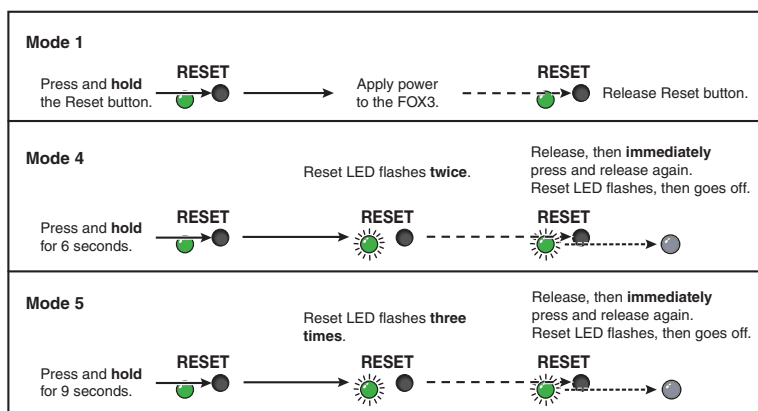 Mode 1
Press and hold
the Reset button.
RESET
Apply power
to the FOX3.
RESET
Release Reset button.
Mode 4
Reset LED flashes twice.
Release, then immediately
press and release again.
Reset LED flashes, then goes off.
Press and hold
for 6 seconds.
RESET
RESET
RESET
Mode 5
Reset LED flashes three
times.
Release, then immediately
press and release again.
Reset LED flashes, then goes off.
Press and hold
for 9 seconds.
RESET
RESET
RESET